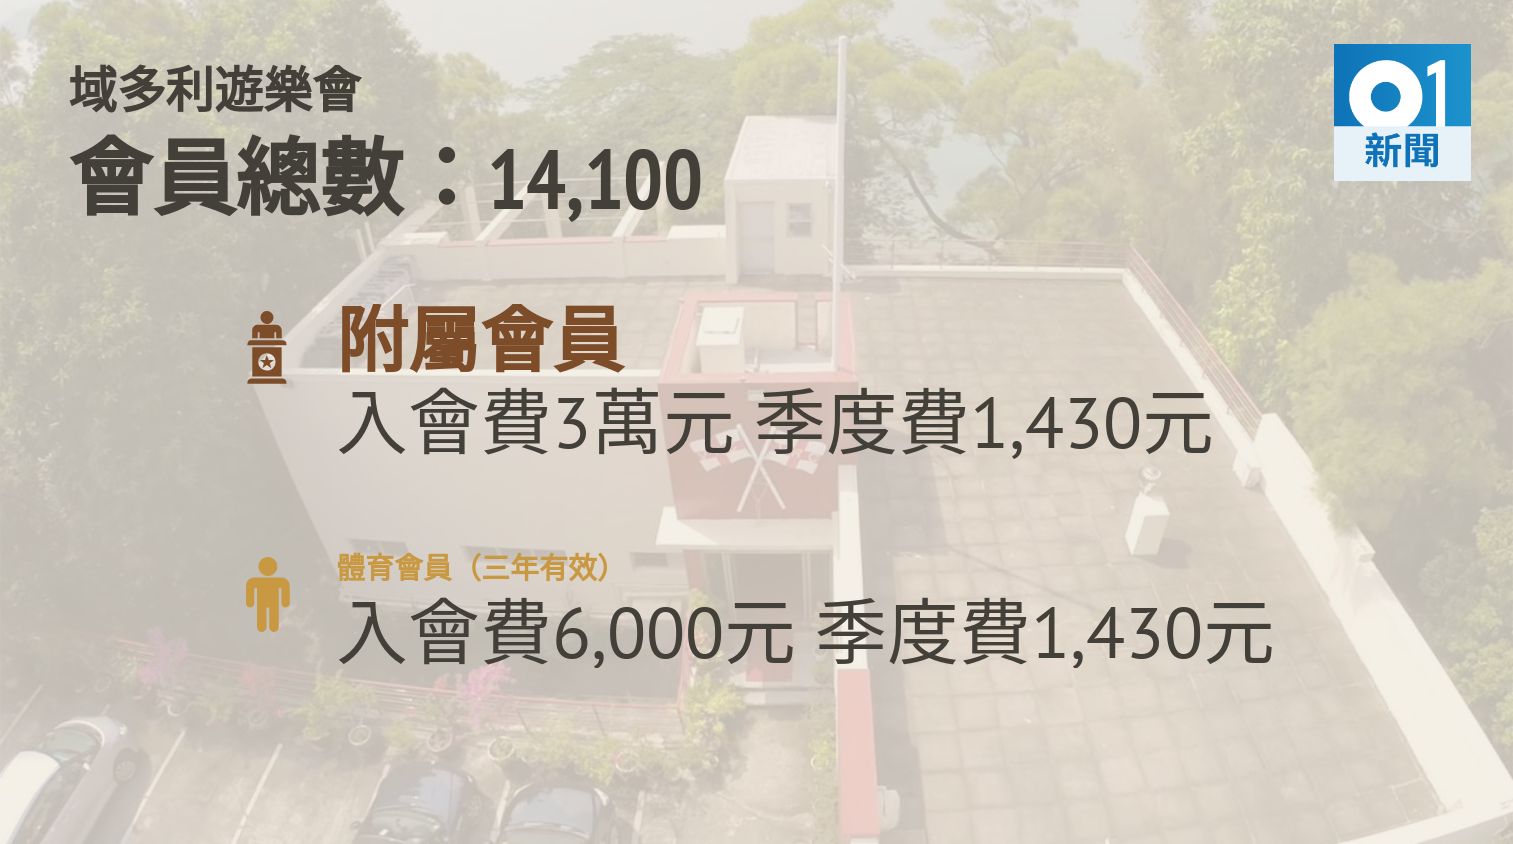 域多利遊樂會
會員總數：14,100
01
新聞
附屬會員
入會費3萬元 季度費1,430元
體育會員（三年有效）
入會費6,000元 季度費1,430元